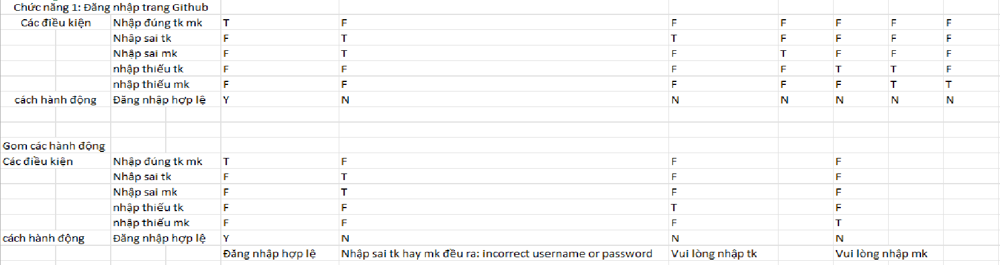 Chức năng 1: Đăng nhập trang Github
Các điều kiện Nhập đúng tk mk T F F F F F F
Nhập sai tk F T T F F F F
Nhập sai mk F T F T F F F
nhập thiếu tk F F F F T T F
nhập thiếu mk F F F F F T T
cách hành động Đăng nhập hợp lệ Y N N N N N N
Gom các hành động
Các điều kiện Nhập đúng tk mk T F F F
Nhập sai tk F T F F
Nhập sai mk F T F F
nhập thiếu tk F F T F
nhập thiếu mk F F F T
cách hành động Đăng nhập hợp lệ Y N N N
Đăng nhập hợp lệ Nhập sai tk hay mk đều ra: incorrect username or password Vui lòng nhập tk Vui lòng nhập mk